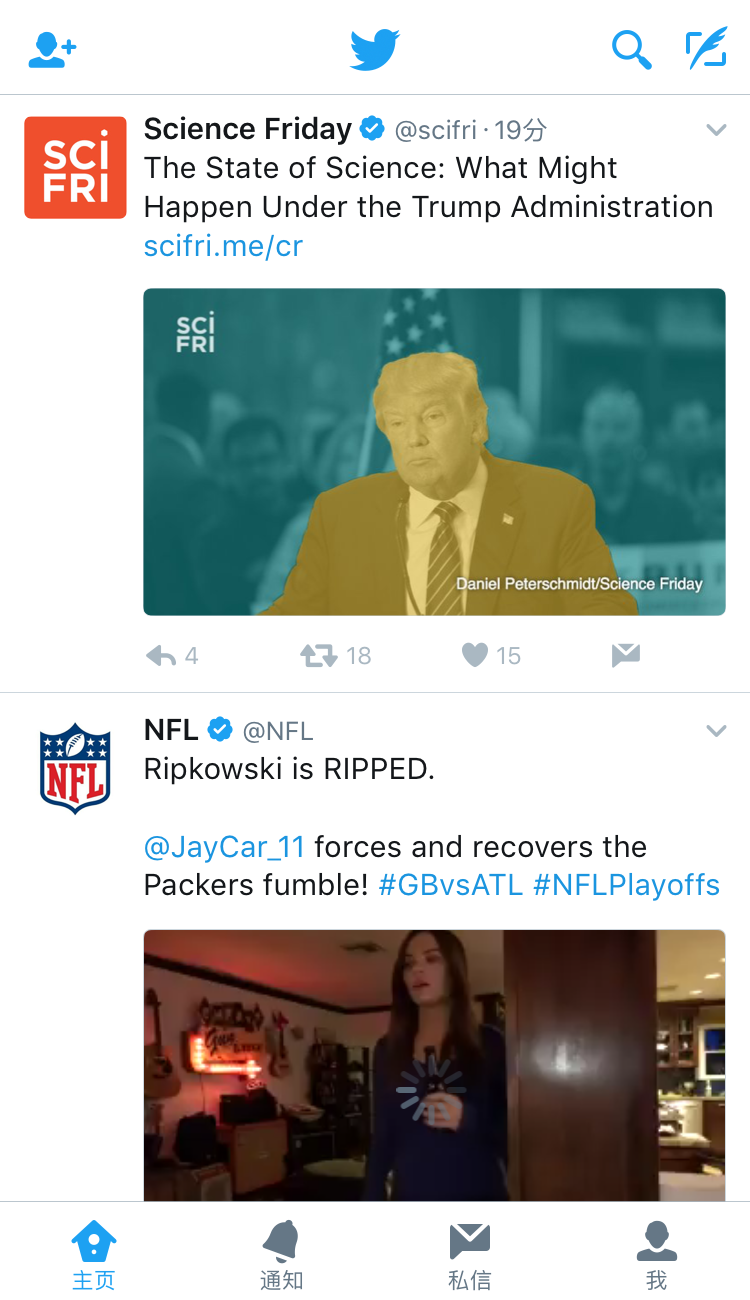 Science Friday @scifri · 19分
SCI
FRI
The State of Science: What Might
Happen Under the Trump Administration
scifri.me/cr
SCI
FRI
Daniel Peterschmidt/Science Friday
4 18 15
NFL @NFL
NFL
Ripkowski is RIPPED.
@JayCar_11 forces and recovers the
Packers fumble! #GBvsATL #NFLPlayoffs
主页 通知 私信 我